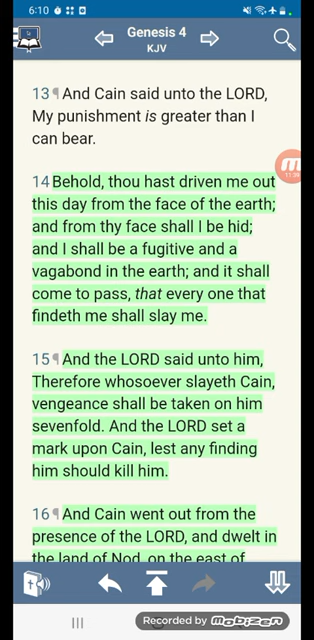 6:10
Genesis 4
KJV
13 ¶ And Cain said unto the LORD,
My punishment is greater than I
can bear.
14 Behold, thou hast driven me out
this day from the face of the earth;
and from thy face shall I be hid;
and I shall be a fugitive and a
vagabond in the earth; and it shall
come to pass, that every one that
findeth me shall slay me.
15 ¶ And the LORD said unto him,
Therefore whosoever slayeth Cain,
vengeance shall be taken on him
sevenfold. And the LORD set a
mark upon Cain, lest any finding
him should kill him.
16 ¶ And Cain went out from the
presence of the LORD, and dwelt in
the land of Nod, on the east of
Recorded by Mobizen